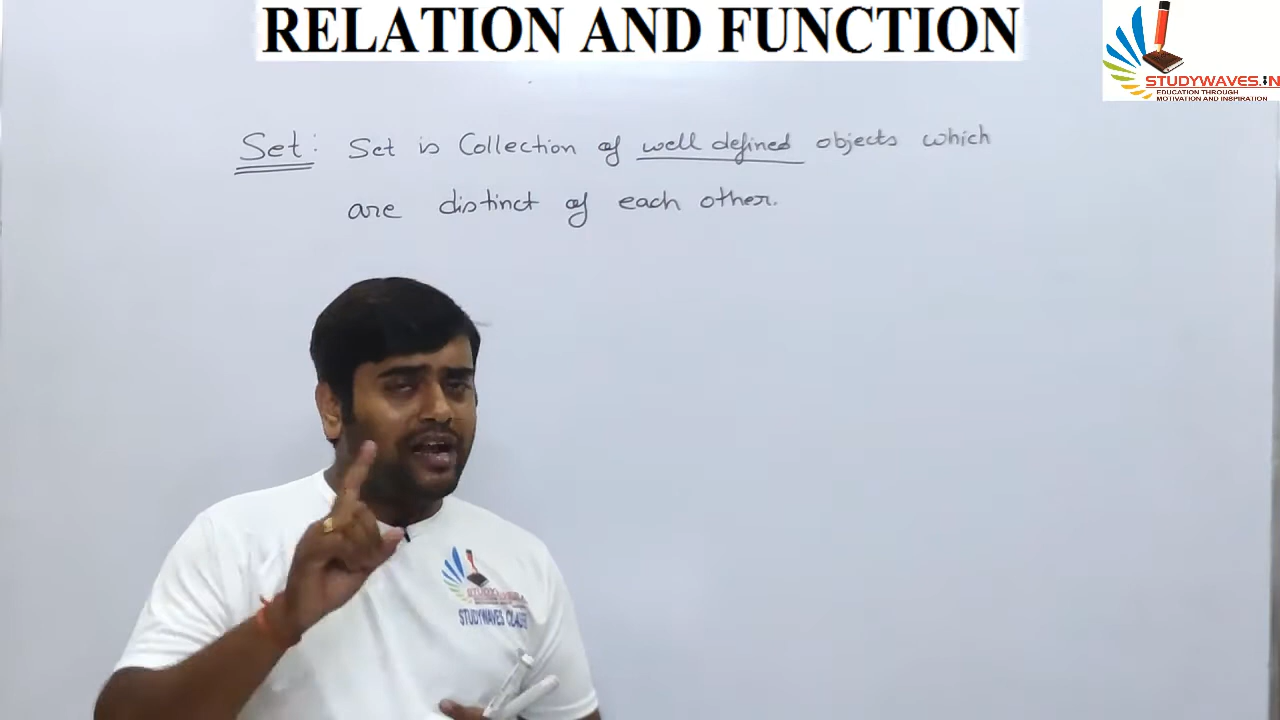 RELATION AND FUNCTION
STUDYWAVES.IN
EDUCATION THROUGH
MOTIVATION AND INSPIRATION
Set: Set is Collection of well defined objects which
are distinct of each other.
STUDYWAVES